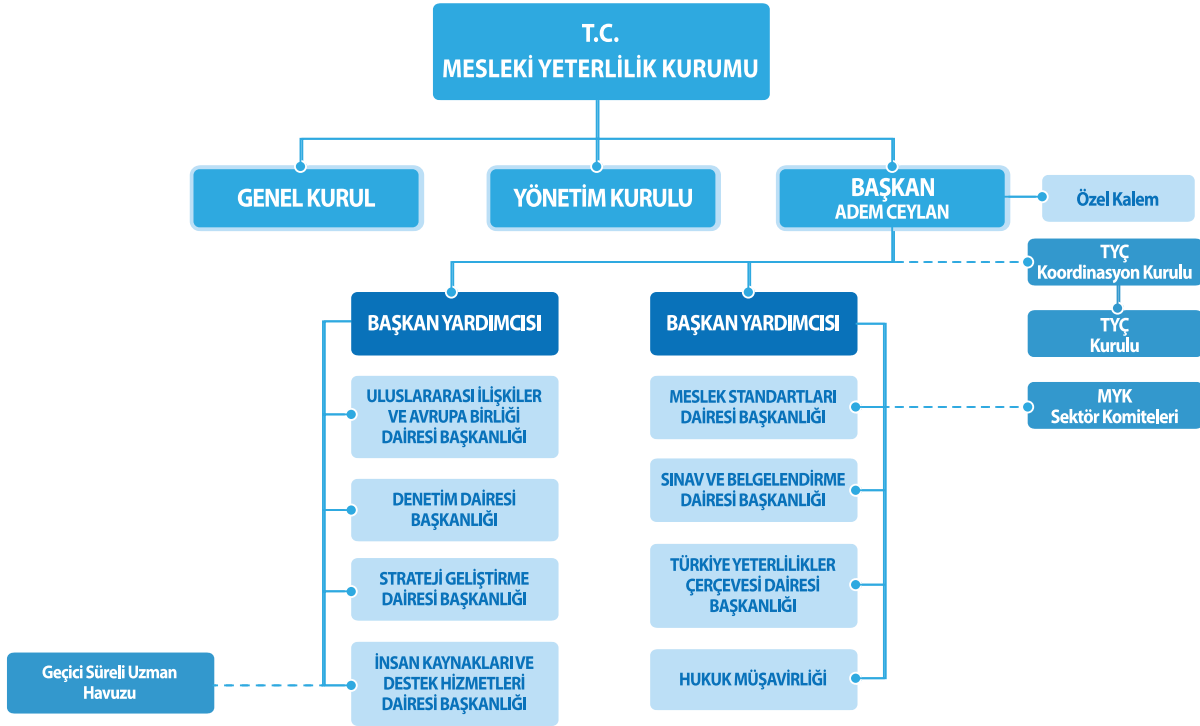 T.C.
MESLEKİ YETERLİLİK KURUMU
GENEL KURUL
YÖNETİM KURULU
BAŞKAN
ADEM CEYLAN
Özel Kalem
TYÇ
Koordinasyon Kurulu
TYÇ
Kurulu
MYK
Sektör Komiteleri
BAŞKAN YARDIMCISI
ULUSLARARASI İLİŞKİLER
VE AVRUPA BİRLİĞİ
DAİRESİ BAŞKANLIĞI
DENETİM DAİRESİ
BAŞKANLIĞI
STRATEJİ GELİŞTİRME
DAİRESİ BAŞKANLIĞI
İNSAN KAYNAKLARI VE
DESTEK HİZMETLERİ
DAİRESİ BAŞKANLIĞI
Geçici Süreli Uzman
Havuzu
BAŞKAN YARDIMCISI
MESLEK STANDARTLARI
DAİRESİ BAŞKANLIĞI
SINAV VE BELGELENDİRME
DAİRESİ BAŞKANLIĞI
TÜRKİYE YETERLİLİKLER
ÇERÇEVESİ DAİRESİ
BAŞKANLIĞI
HUKUK MÜŞAVİRLİĞİ